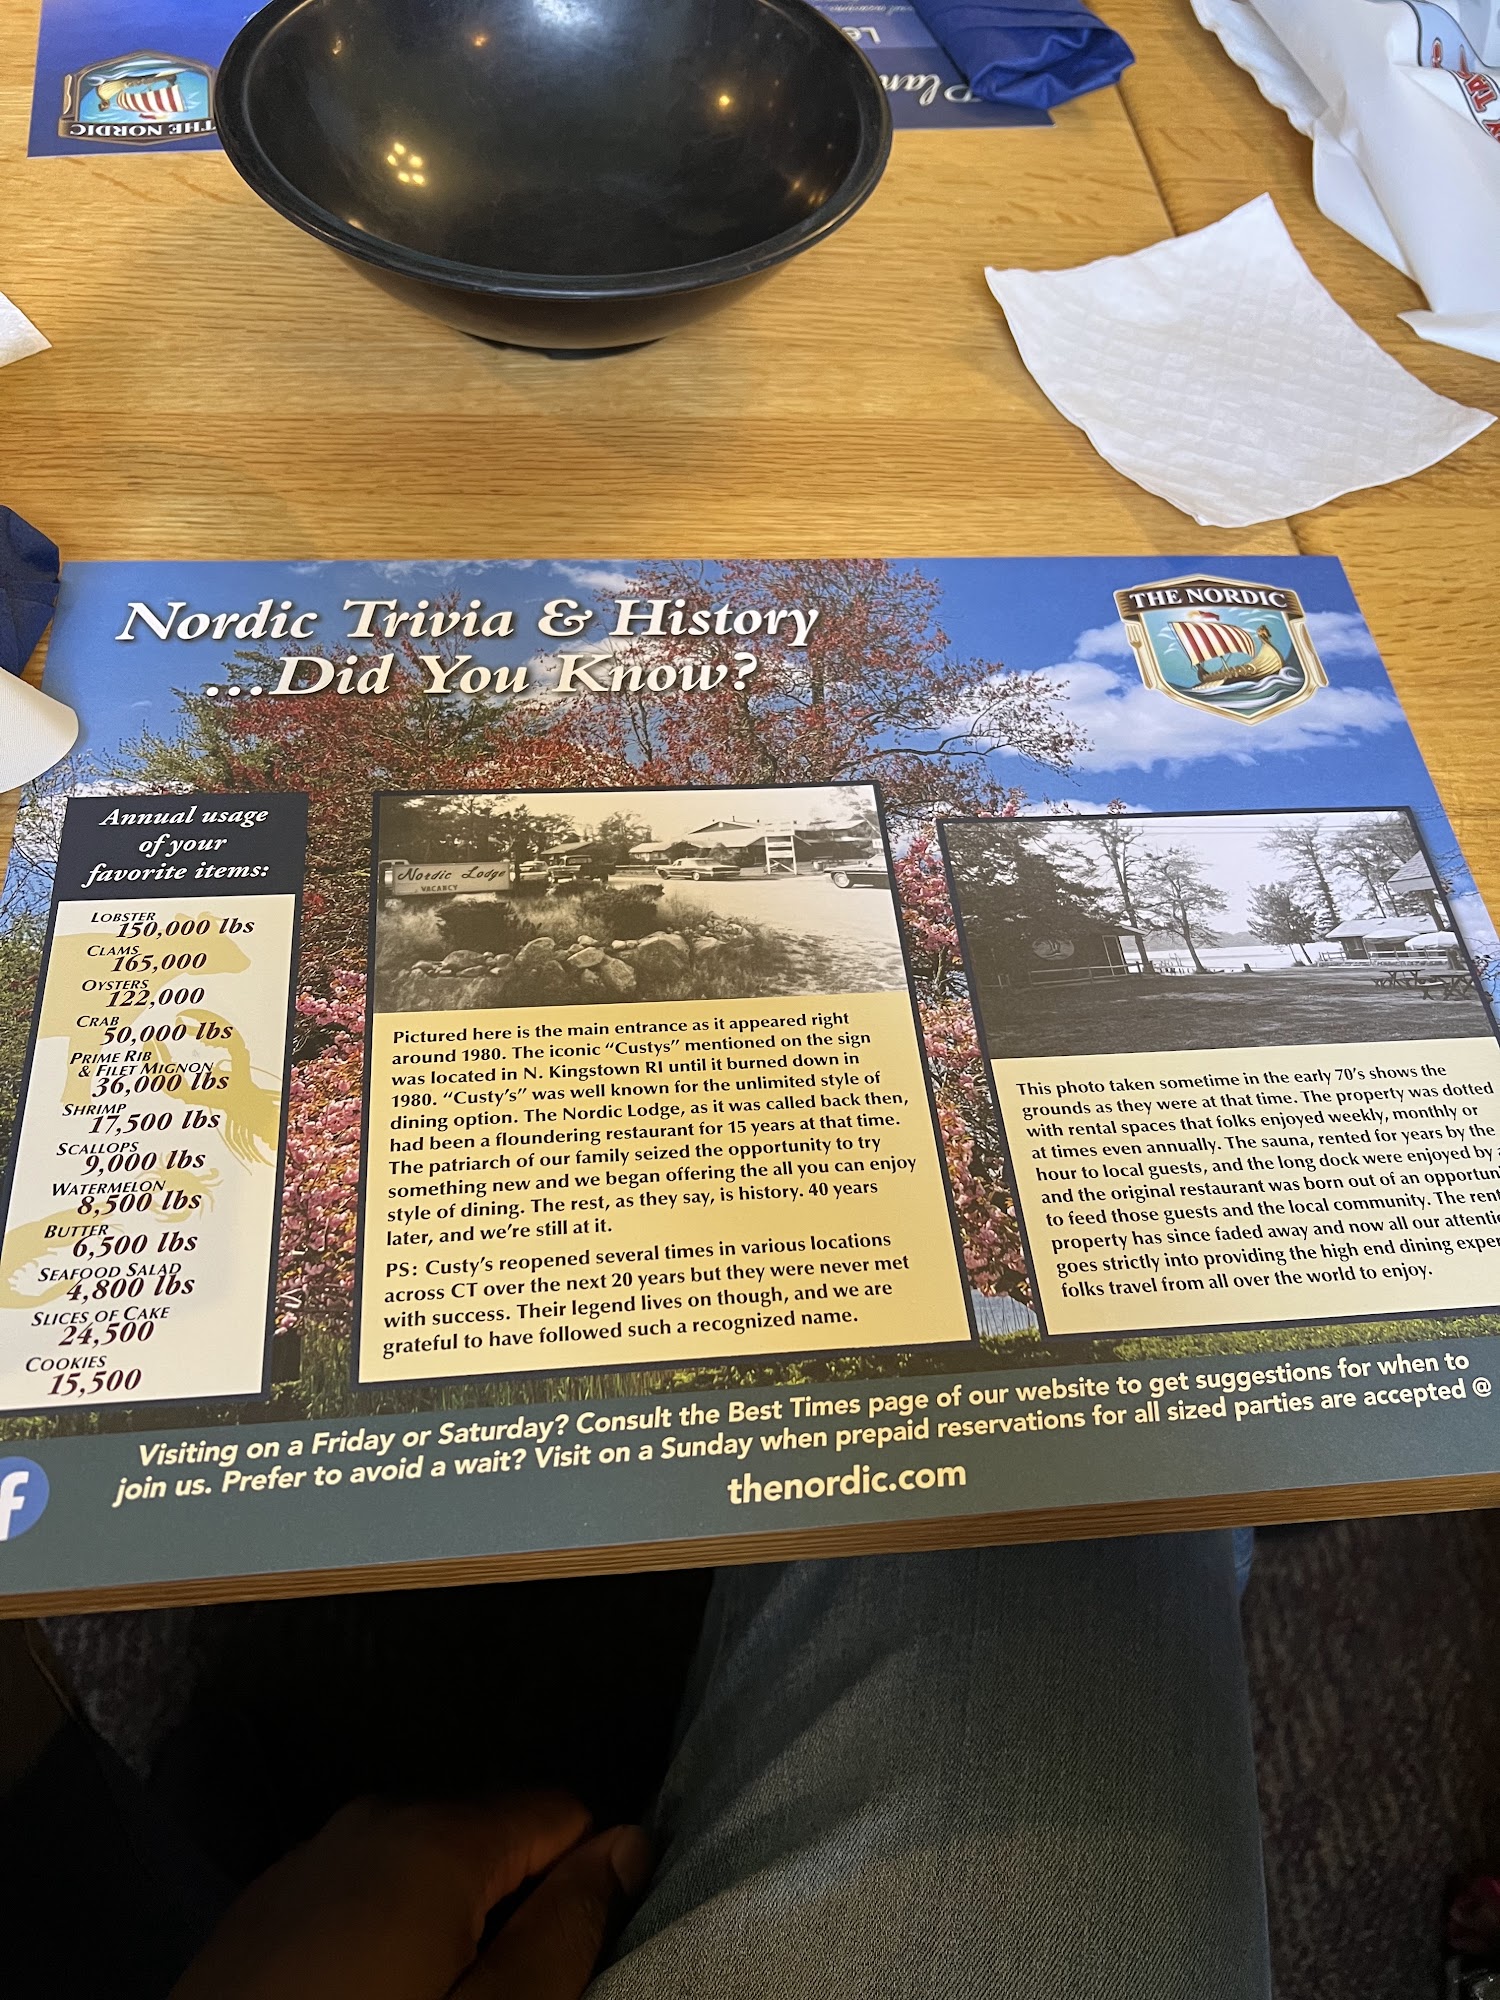 THE NORDIC
Nordic Trivia & History
...Did You Know?
THE NORDIC
Annual usage
of your
favorite items:
LOBSTER
150,000 lbs
CLAMS
165,000
OYSTERS
122,000
CRAB
50,000 lbs
PRIME RIB
& FILET MIGNON
36,000 lbs
SHRIMP
17,500 lbs
SCALLOPS
9,000 lbs
WATERMELON
8,500 lbs
BUTTER
6,500 lbs
SEAFOOD SALAD
4,800 lbs
SLICES OF CAKE
24,500
COOKIES
15,500
Nordic Lodge
VACANCY
Pictured here is the main entrance as it appeared right
around 1980. The iconic “Custys” mentioned on the sign
was located in N. Kingstown RI until it burned down in
1980. “Custy's” was well known for the unlimited style of
dining option. The Nordic Lodge, as it was called back then,
had been a floundering restaurant for 15 years at that time.
The patriarch of our family seized the opportunity to try
something new and we began offering the all you can enjoy
style of dining. The rest, as they say, is history. 40 years
later, and we're still at it.
PS: Custy's reopened several times in various locations
across CT over the next 20 years but they were never met
with success. Their legend lives on though, and we are
grateful to have followed such a recognized name.
This photo taken sometime in the early 70's shows the
grounds as they were at that time. The property was dotted
with rental spaces that folks enjoyed weekly, monthly or
at times even annually. The sauna, rented for years by the
hour to local guests, and the long dock were enjoyed by
and the original restaurant was born out of an
to feed those guests and the local community. The
property has since faded away and now all our
goes strictly into providing the high end dining
folks travel from all over the world to enjoy.
Visiting on a Friday or Saturday? Consult the Best Times page of our website to get suggestions for when to
join us. Prefer to avoid a wait? Visit on a Sunday when prepaid reservations for all sized parties are accepted @
thenordic.com
f